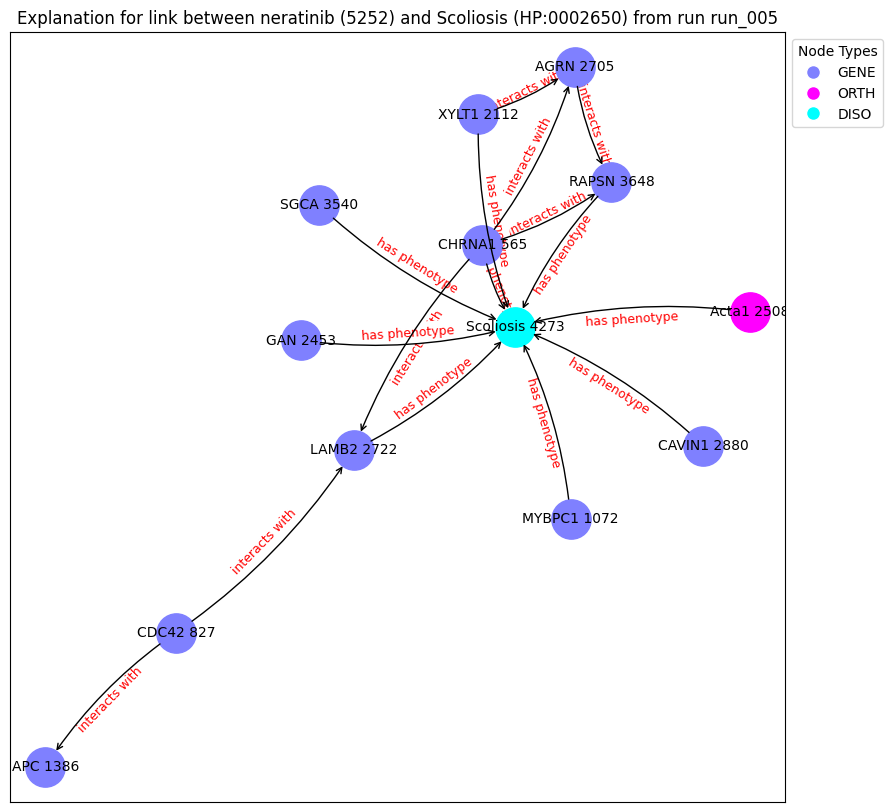 Explanation for link between neratinib (5252) and Scoliosis (HP:0002650) from run run_005
Node Types
GENE
ORTH
DISO
AGRN 2705
XYLT1 2112
interacts with
RAPSN 3648
interacts with
SGCA 3540
interacts with
CHRNA1 565
interacts with
has phenotype
has phenotype
has phenotype
Acta1 2508
has phenotype
Scoliosis 4273
GAN 2453
has phenotype
has phenotype
LAMB2 2722
has phenotype
has phenotype
CAVIN1 2880
has phenotype
MYBPC1 1072
interacts with
CDC42 827
interacts with
APC 1386